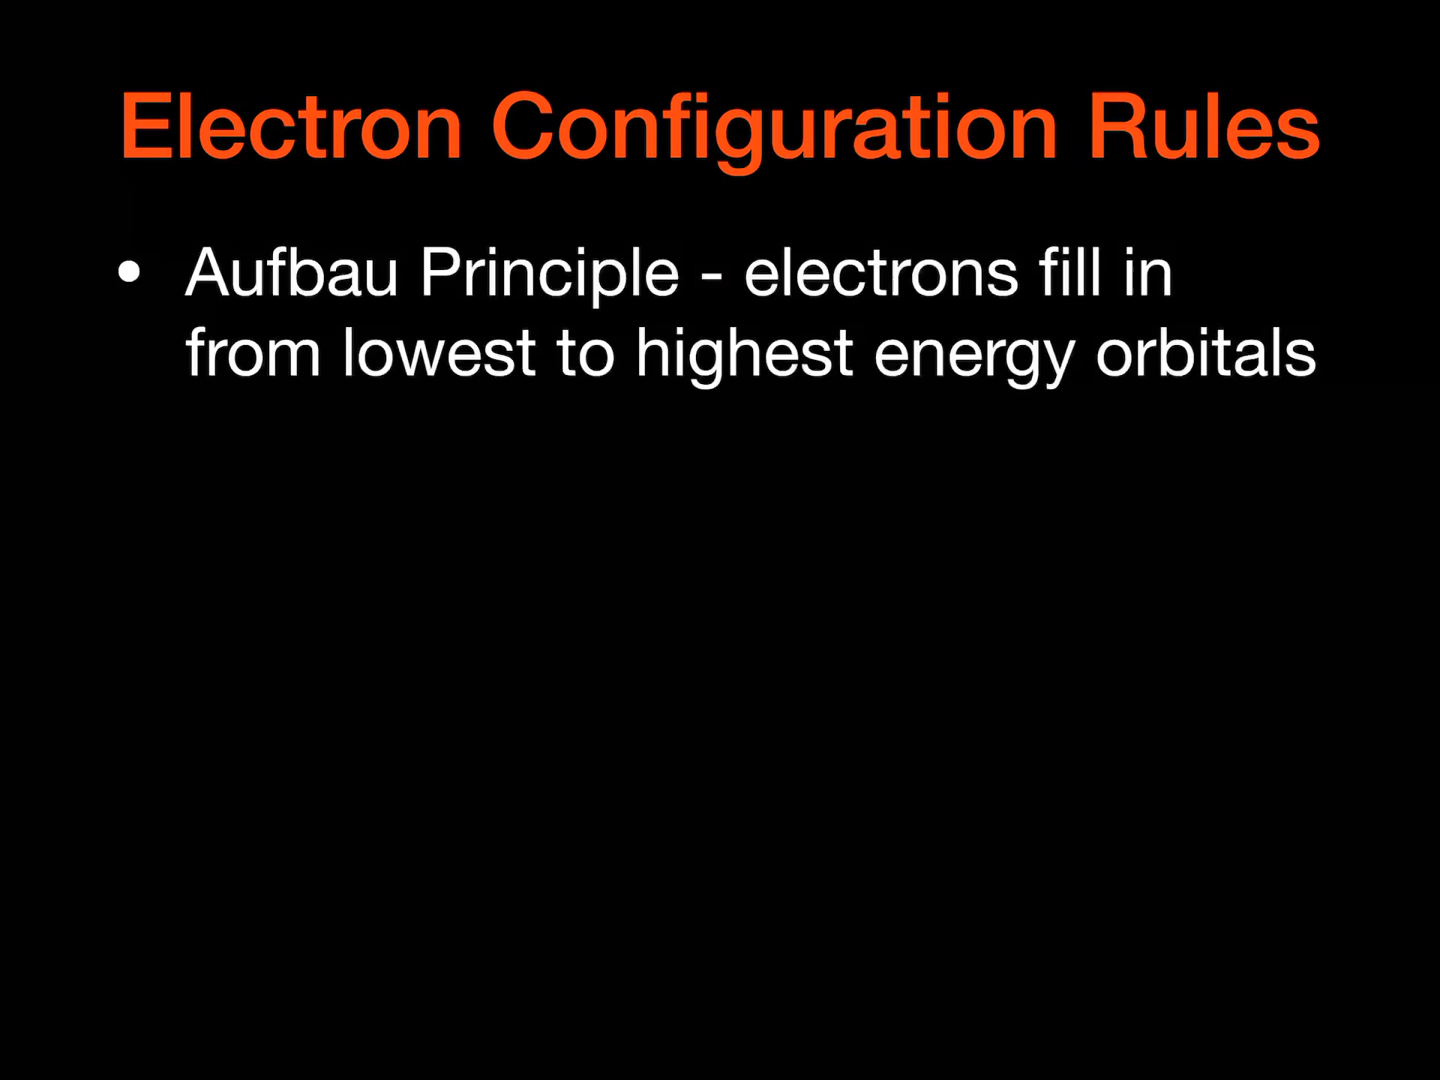 Electron Configuration Rules
• Aufbau Principle - electrons fill in
from lowest to highest energy orbitals